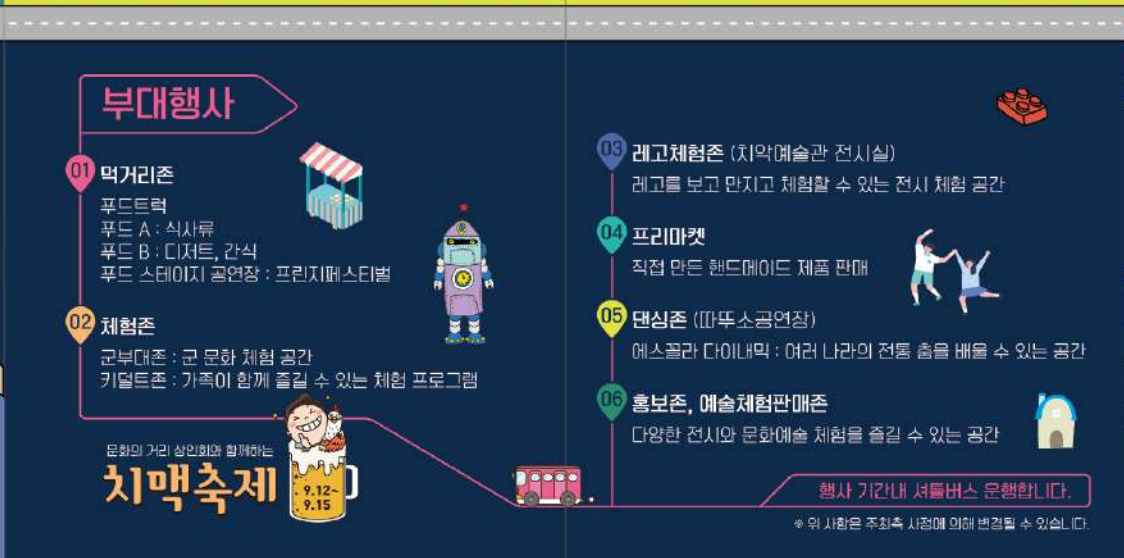 부대행사
01 먹거리존
푸드트럭
푸드 A : 식사류
푸드 B : 디저트, 간식
푸드 스테이지 공연장 : 프린지페스티벌
02 체험존
군부대존 : 군 문화 체험 공간
키덜트존 : 가족이 함께 즐길 수 있는 체험 프로그램
문화의 거리 상인회와 함께하는
치맥축제
9.12~
9.15
03 레고체험존 (치악예술관 전시실)
레고를 보고 만지고 체험할 수 있는 전시 체험 공간
04 프리마켓
직접 만든 핸드메이드 제품 판매
05 댄싱존 (따뚜소공연장)
에스꼴라 다이내믹 : 여러 나라의 전통 춤을 배울 수 있는 공간
06 홍보존, 예술체험판매존
다양한 전시와 문화예술 체험을 즐길 수 있는 공간
행사 기간내 셔틀버스 운행합니다.
※ 위 사항은 주최측 사정에 의해 변경될 수 있습니다.